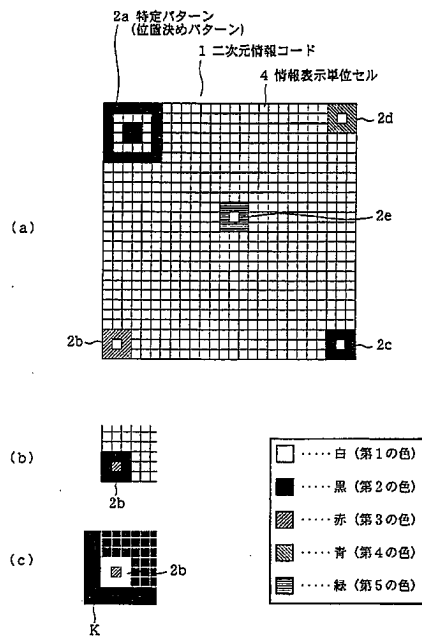 2a 特定パターン
(位置決めパターン)
1 二次元情報コード
4 情報表示単位セル
2d
(a)
2e
2b
2c
(b)
2b
(c)
2b
K
‥‥‥白 (第1の色)
‥‥‥黒 (第2の色)
‥‥‥赤 (第3の色)
‥‥‥青 (第4の色)
‥‥‥緑 (第5の色)